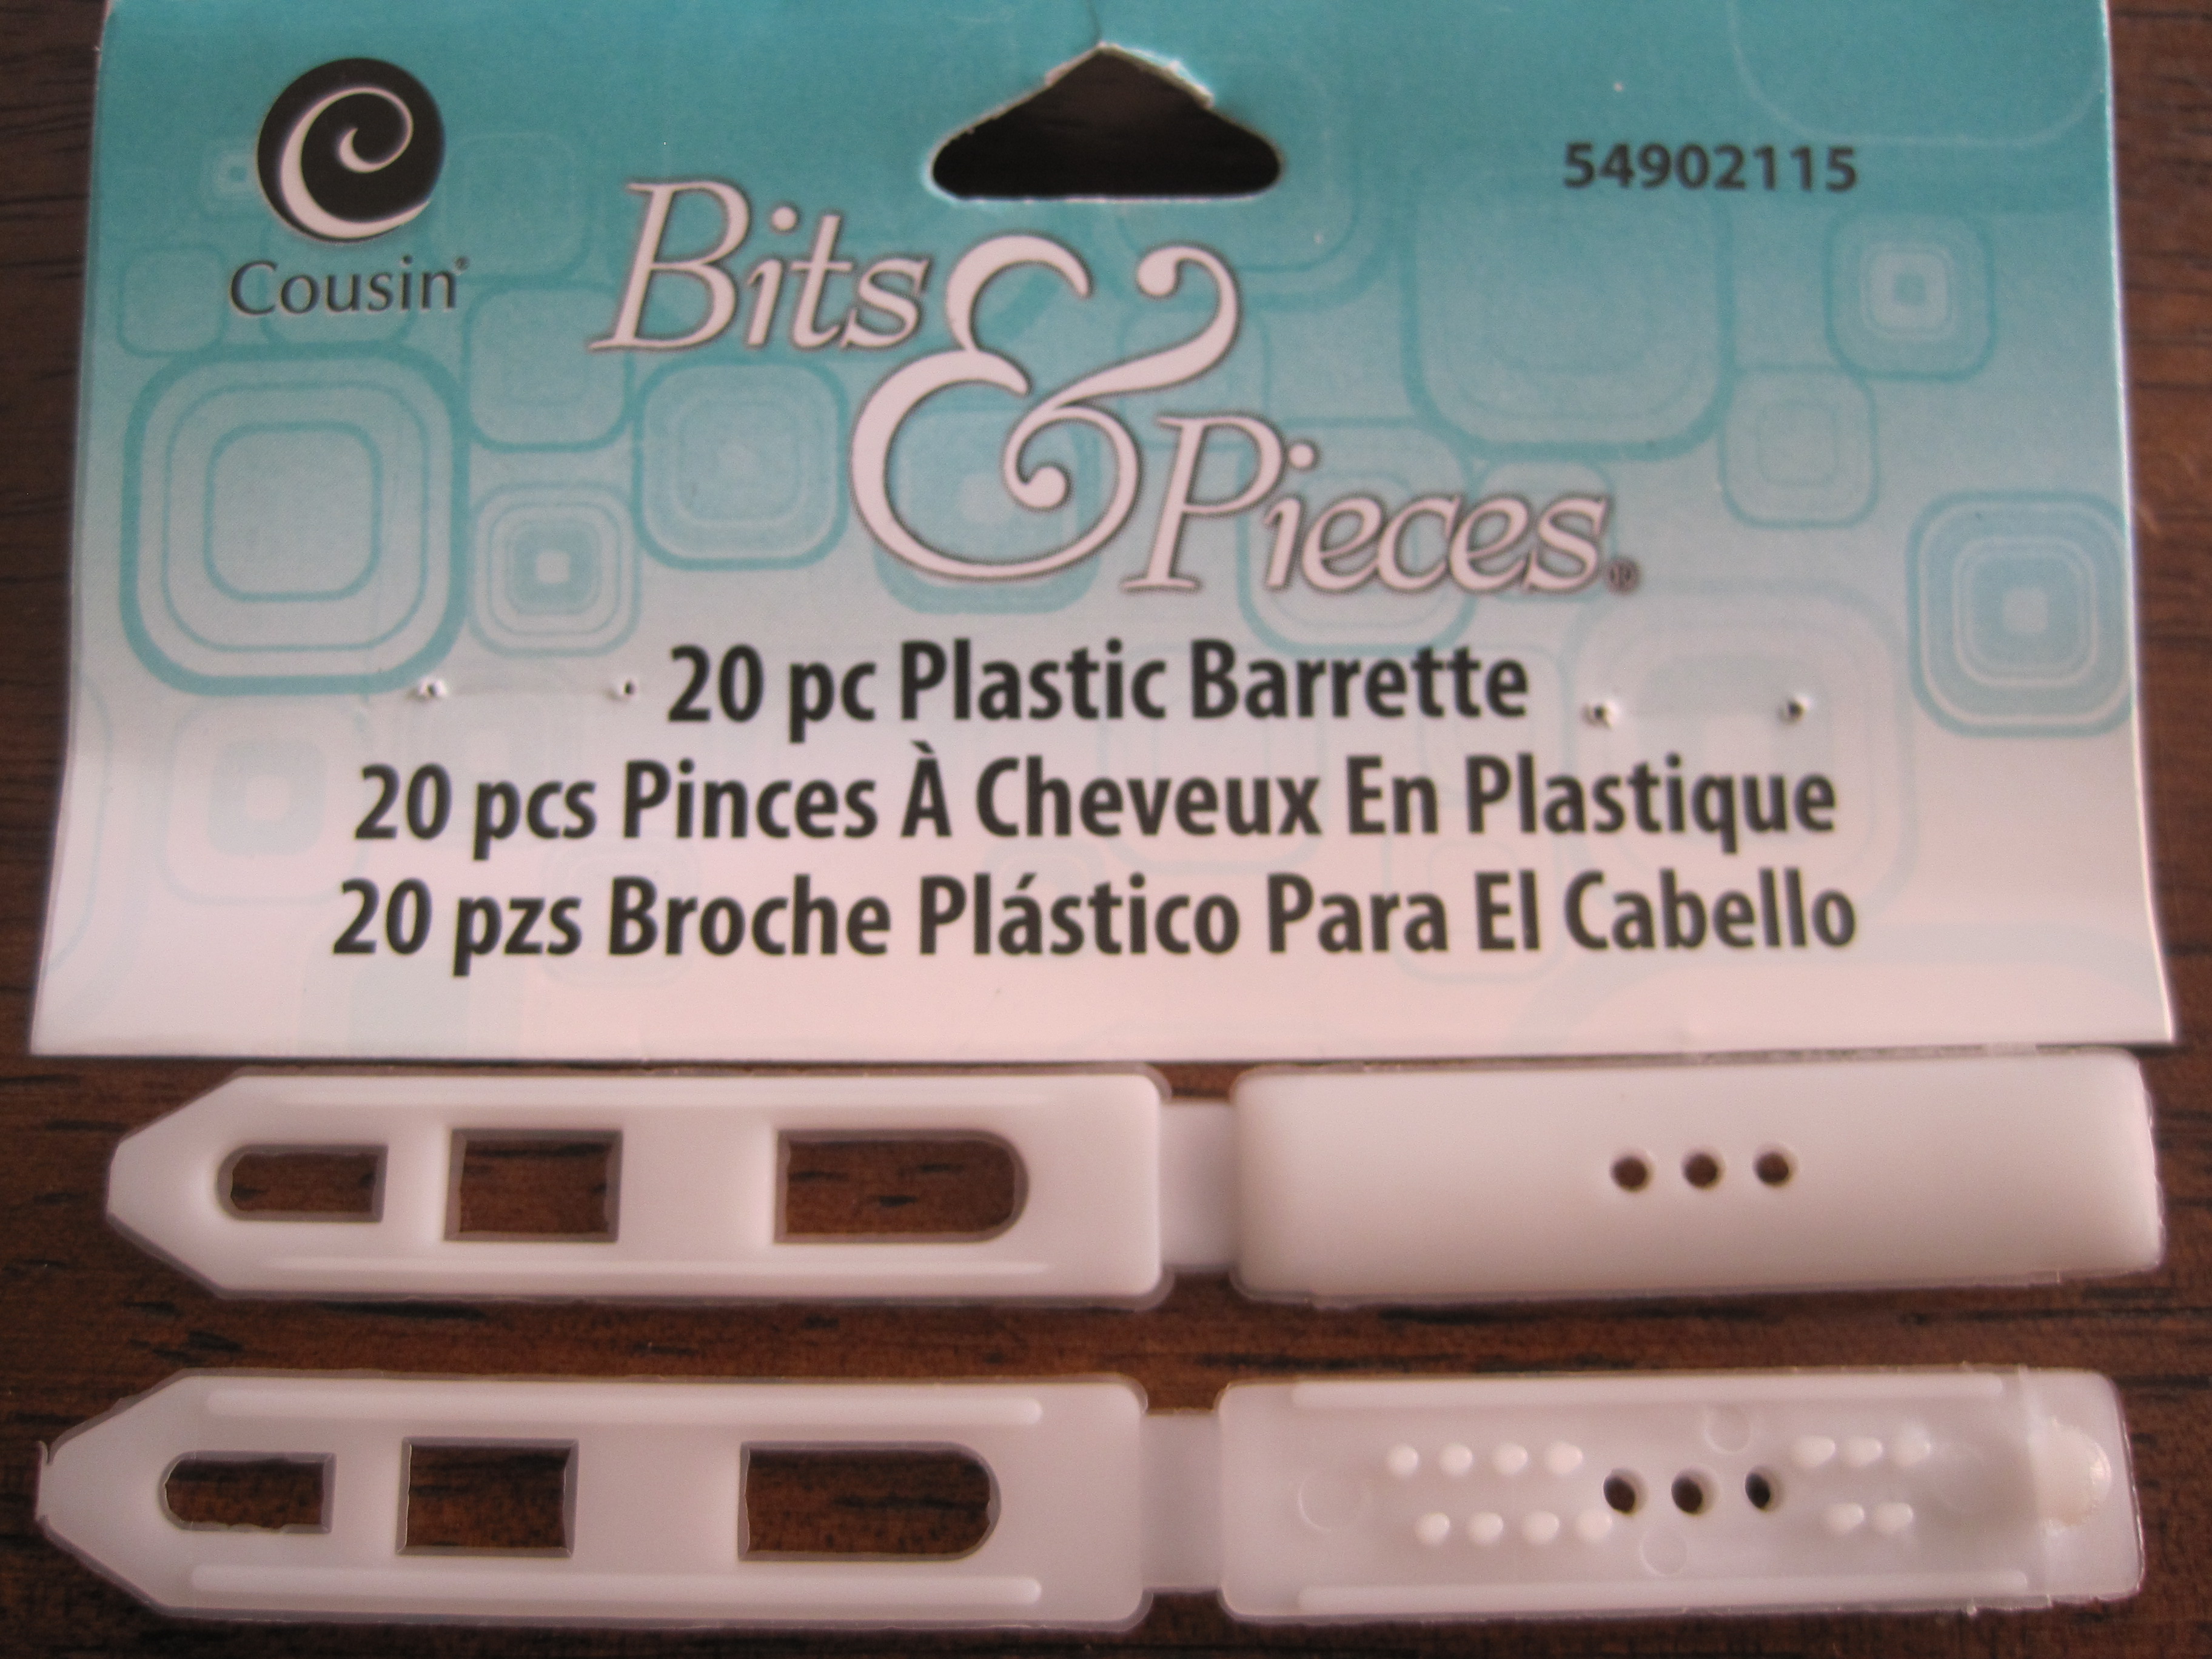 Cousin®
54902115
Bits
&
Pieces®
20 pc Plastic Barrette
20 pcs Pinces À Cheveux En Plastique
20 pzs Broche Plástico Para El Cabello